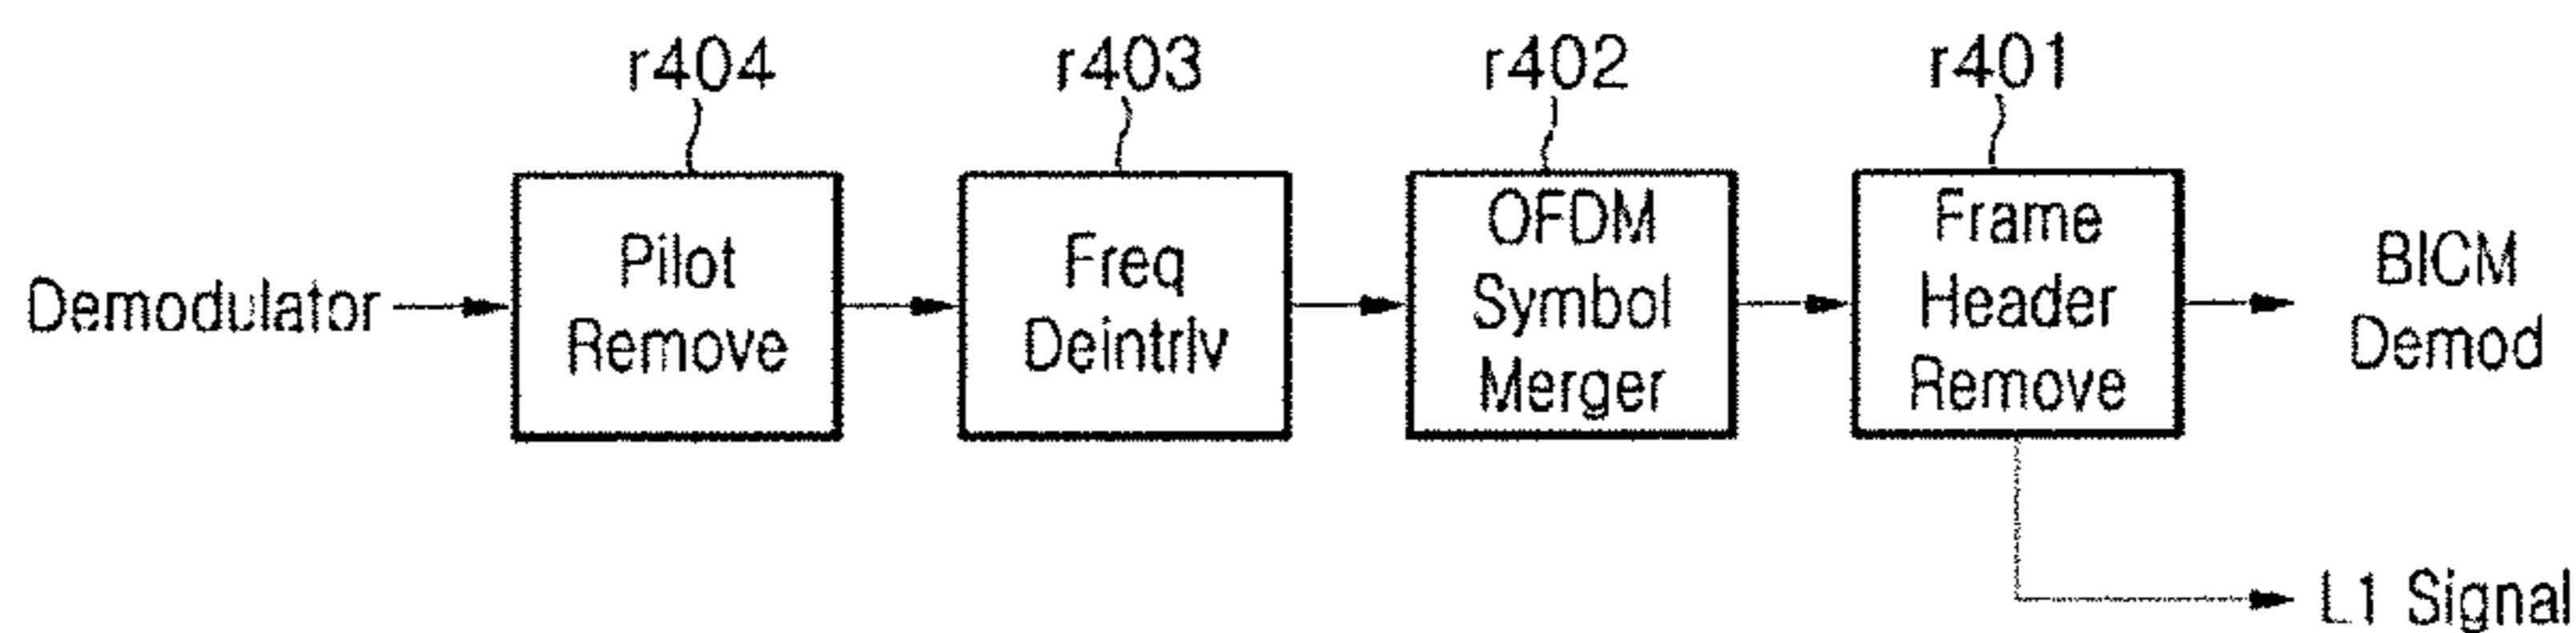 r404
r403
r402
r401
Demodulator
Pilot
Remove
Freq
Deintrlv
OFDM
Symbol
Merger
Frame
Header
Remove
BICM
Demod
L1 Signal